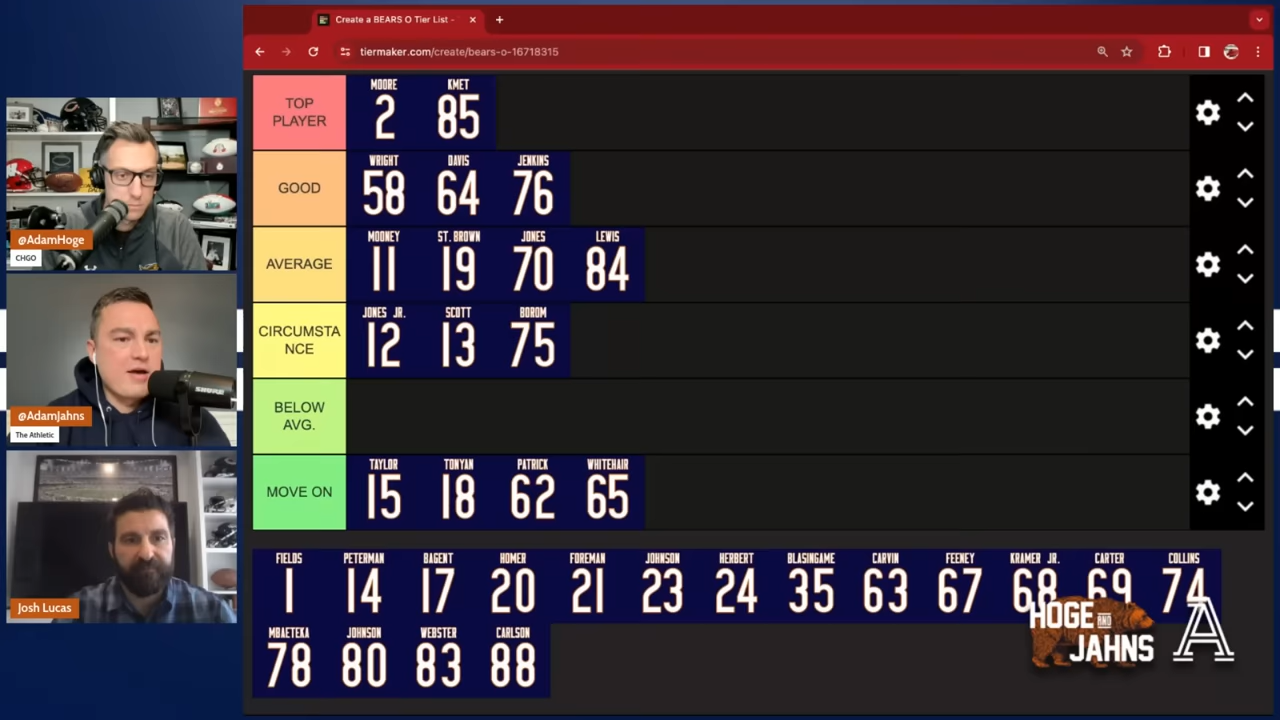 Create a BEARS O Tier List -
tiermaker.com/create/bears-o-16718315
TOP PLAYER
MOORE 2
KMET 85
GOOD
WRIGHT 58
DAVIS 64
JENKINS 76
AVERAGE
MOONEY 11
ST. BROWN 19
JONES 70
LEWIS 84
CIRCUMSTA
NCE
JONES JR. 12
SCOTT 13
BOROM 75
BELOW
AVG.
MOVE ON
TAYLOR 15
TONYAN 18
PATRICK 62
WHITEHAIR 65
FIELDS 1
PETERMAN 14
BAGENT 17
HOMER 20
FOREMAN 21
JOHNSON 23
HERBERT 24
BLASINGAME 35
CARVIN 63
FEENEY 67
KRAMER JR. 68
CARTER 69
COLLINS 74
MBAETEKA 78
JOHNSON 80
WEBSTER 83
CARLSON 88
@AdamHoge
CHGO
@AdamJahns
The Athletic
Josh Lucas
SHURE
HOGE AND
JAHNS
A